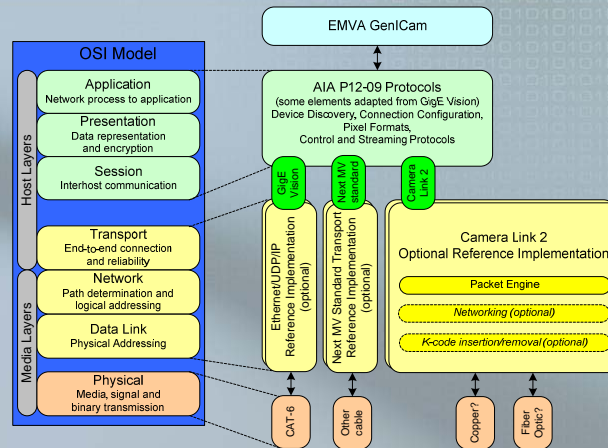 OSI Model
Host Layers
Media Layers
Application
Network process to application
Presentation
Data representation
and encryption
Session
Interhost communication
Transport
End-to-end connection
and reliability
Network
Path determination and
logical addressing
Data Link
Physical Addressing
Physical
Media, signal and
binary transmission
EMVA GenICam
AIA P12-09 Protocols
(some elements adapted from GigE Vision)
Device Discovery, Connection Configuration,
Pixel Formats,
Control and Streaming Protocols
GigE
Vision
Next MV
standard
Camera
Link 2
Ethernet/UDP/IP
Reference Implementation
(optional)
Next MV Standard Transport
Reference Implementation
(optional)
Camera Link 2
Optional Reference Implementation
Packet Engine
Networking (optional)
K-code insertion/removal (optional)
CAT-6
Other
cable
Copper?
Fiber
Optic?